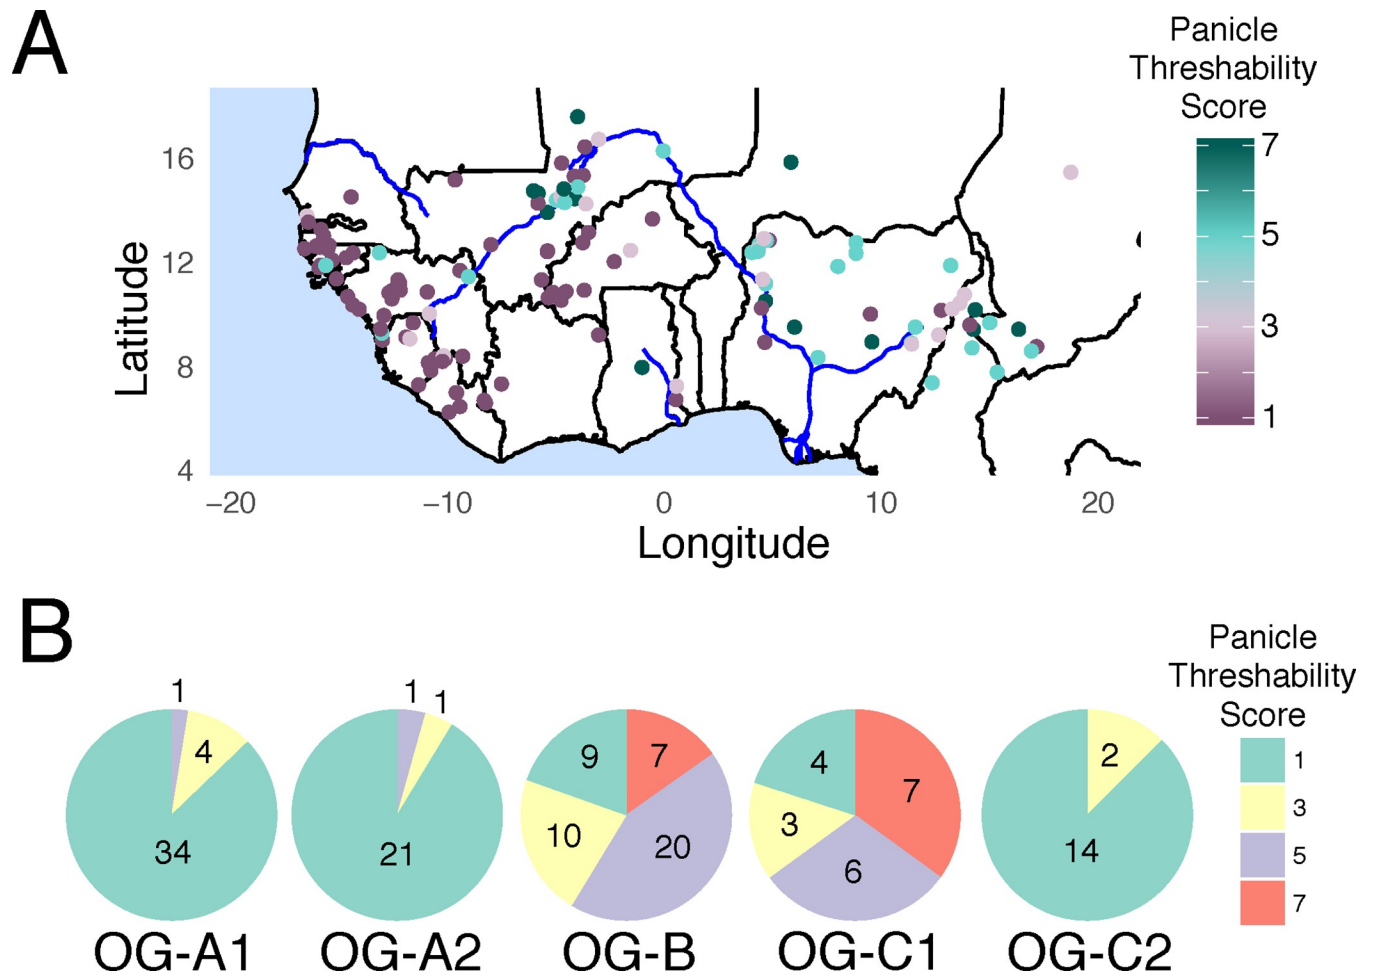 A
Panicle
Threshability
Score
7
5
3
1
16
12
8
4
Latitude
−20
−10
0
10
20
Longitude
B
Panicle
Threshability
Score
1
3
5
7
1
4
34
1
1
21
9
7
10
20
4
7
3
6
2
14
OG-A1
OG-A2
OG-B
OG-C1
OG-C2